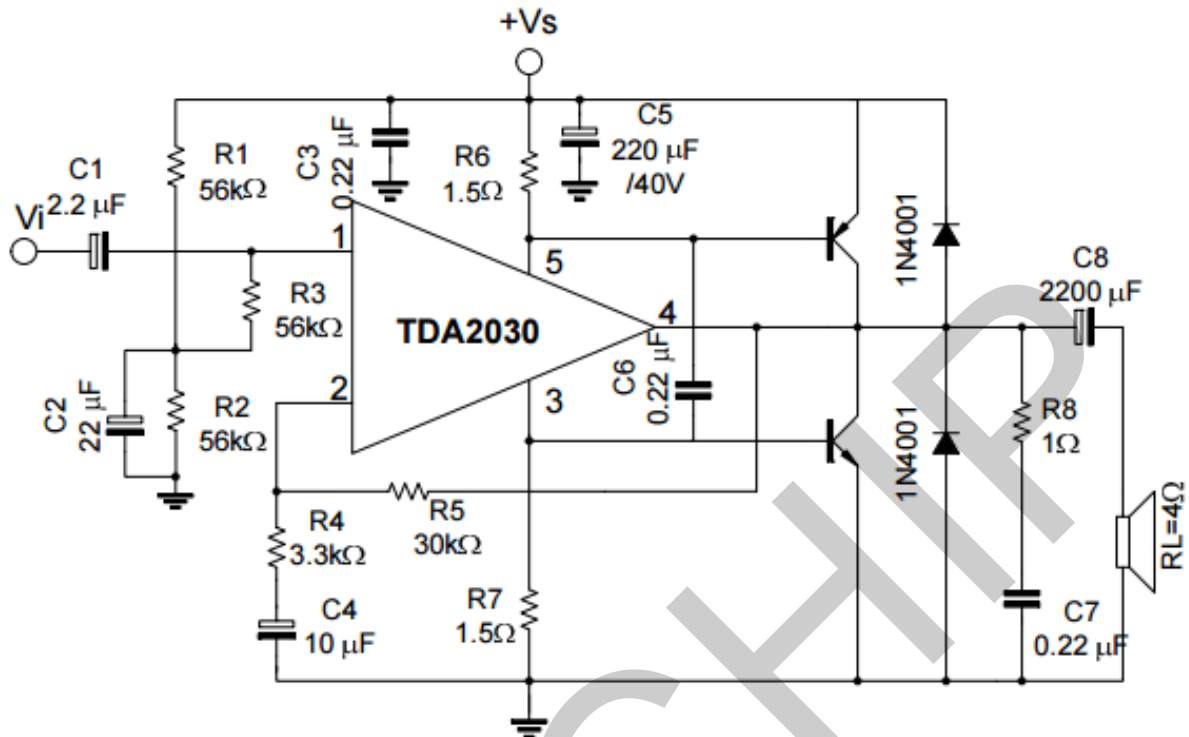 +Vs
C1
2.2 µF
Vi
R1
56kΩ
C3
0.22 µF
R6
1.5Ω
C5
220 µF
/40V
1N4001
C8
2200 µF
1
R3
56kΩ
5
TDA2030
4
2
3
C6
0.22 µF
C2
22 µF
R2
56kΩ
R8
1Ω
1N4001
RL=4Ω
R4
3.3kΩ
R5
30kΩ
C4
10 µF
R7
1.5Ω
C7
0.22 µF
CHIP